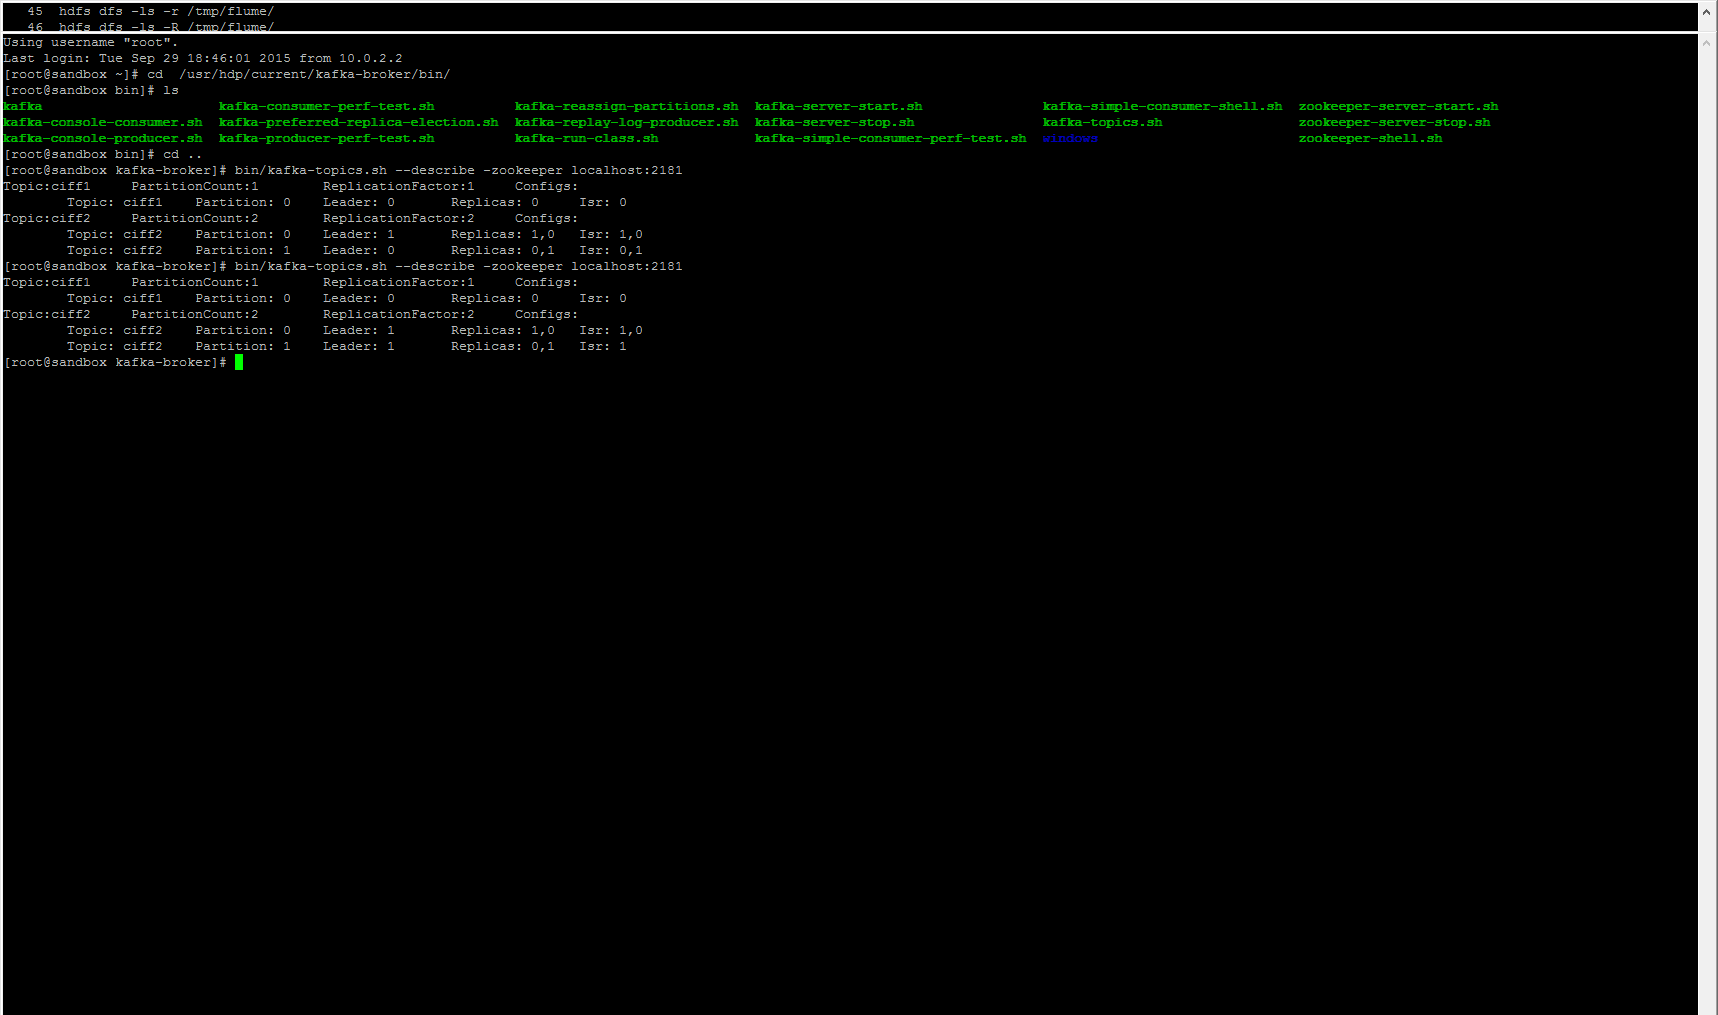 45  hdfs dfs -ls -r /tmp/flume/
46  hdfs dfs -ls -R /tmp/flume/
Using username "root".
Last login: Tue Sep 29 18:46:01 2015 from 10.0.2.2
[root@sandbox ~]# cd  /usr/hdp/current/kafka-broker/bin/
[root@sandbox bin]# ls
kafka                      kafka-consumer-perf-test.sh          kafka-reassign-partitions.sh  kafka-server-start.sh               kafka-simple-consumer-shell.sh  zookeeper-server-start.sh
kafka-console-consumer.sh  kafka-preferred-replica-election.sh  kafka-replay-log-producer.sh  kafka-server-stop.sh                kafka-topics.sh                 zookeeper-server-stop.sh
kafka-console-producer.sh  kafka-producer-perf-test.sh          kafka-run-class.sh            kafka-simple-consumer-perf-test.sh  windows                         zookeeper-shell.sh
[root@sandbox bin]# cd ..
[root@sandbox kafka-broker]# bin/kafka-topics.sh --describe -zookeeper localhost:2181
Topic:ciff1     PartitionCount:1        ReplicationFactor:1     Configs:
        Topic: ciff1    Partition: 0    Leader: 0       Replicas: 0     Isr: 0
Topic:ciff2     PartitionCount:2        ReplicationFactor:2     Configs:
        Topic: ciff2    Partition: 0    Leader: 1       Replicas: 1,0   Isr: 1,0
        Topic: ciff2    Partition: 1    Leader: 0       Replicas: 0,1   Isr: 0,1
[root@sandbox kafka-broker]# bin/kafka-topics.sh --describe -zookeeper localhost:2181
Topic:ciff1     PartitionCount:1        ReplicationFactor:1     Configs:
        Topic: ciff1    Partition: 0    Leader: 0       Replicas: 0     Isr: 0
Topic:ciff2     PartitionCount:2        ReplicationFactor:2     Configs:
        Topic: ciff2    Partition: 0    Leader: 1       Replicas: 1,0   Isr: 1,0
        Topic: ciff2    Partition: 1    Leader: 1       Replicas: 0,1   Isr: 1
[root@sandbox kafka-broker]#